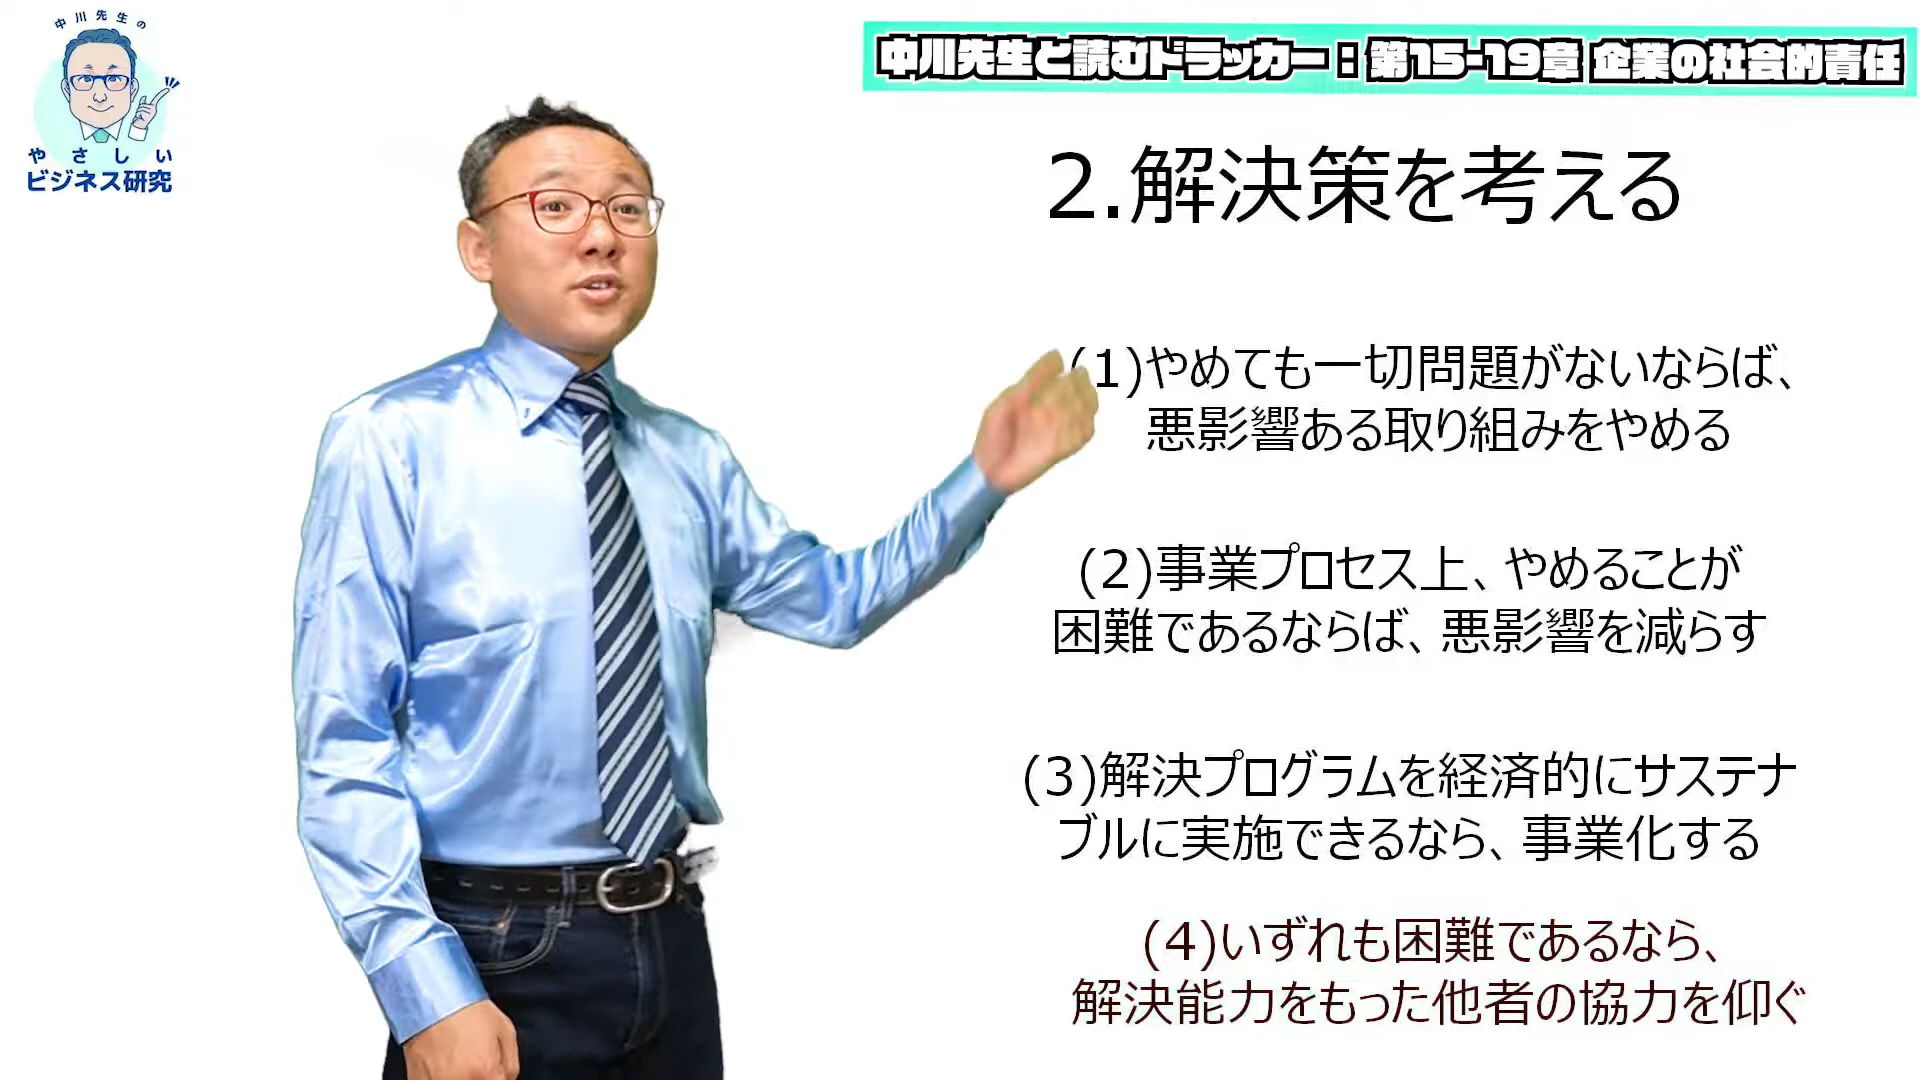 中川先生の
やさしい
ビジネス研究
中川先生と読むドラッカー：第15-19章 企業の社会的責任
2.解決策を考える
(1)やめても一切問題がないならば、
悪影響ある取り組みをやめる
(2)事業プロセス上、やめることが
困難であるならば、悪影響を減らす
(3)解決プログラムを経済的にサステナ
ブルに実施できるなら、事業化する
(4)いずれも困難であるなら、
解決能力をもった他者の協力を仰ぐ